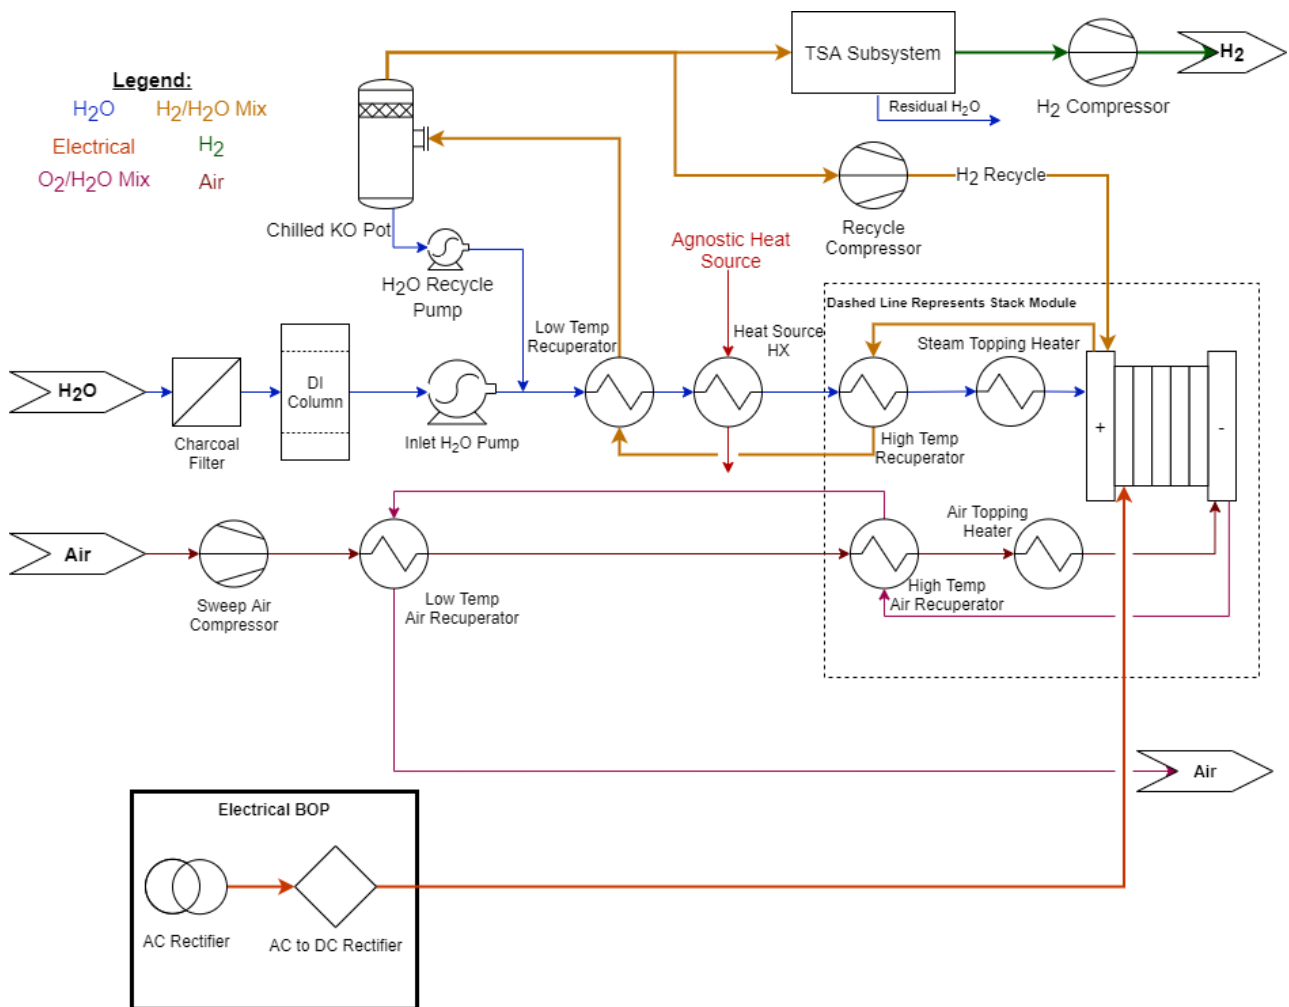 TSA Subsystem
H2
H2 Compressor
Residual H2O
Legend:
H2O H2/H2O Mix
Electrical H2
O2/H2O Mix Air
Chilled KO Pot
H2O Recycle
Pump
Recycle
Compressor
H2 Recycle
Agnostic Heat
Source
Dashed Line Represents Stack Module
Low Temp
Recuperator
Heat Source
HX
Steam Topping Heater
H2O
Charcoal
Filter
DI
Column
Inlet H2O Pump
High Temp
Recuperator
+
-
Air
Sweep Air
Compressor
Low Temp
Air Recuperator
High Temp
Air Recuperator
Air Topping
Heater
Air
Electrical BOP
AC Rectifier
AC to DC Rectifier